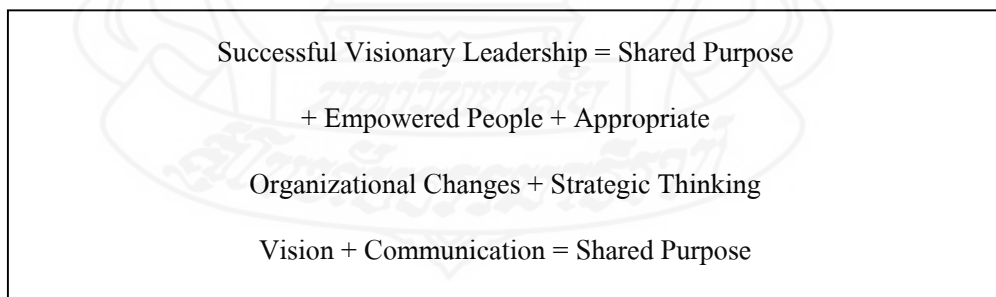 Successful Visionary Leadership = Shared Purpose
+ Empowered People + Appropriate
Organizational Changes + Strategic Thinking
Vision + Communication = Shared Purpose